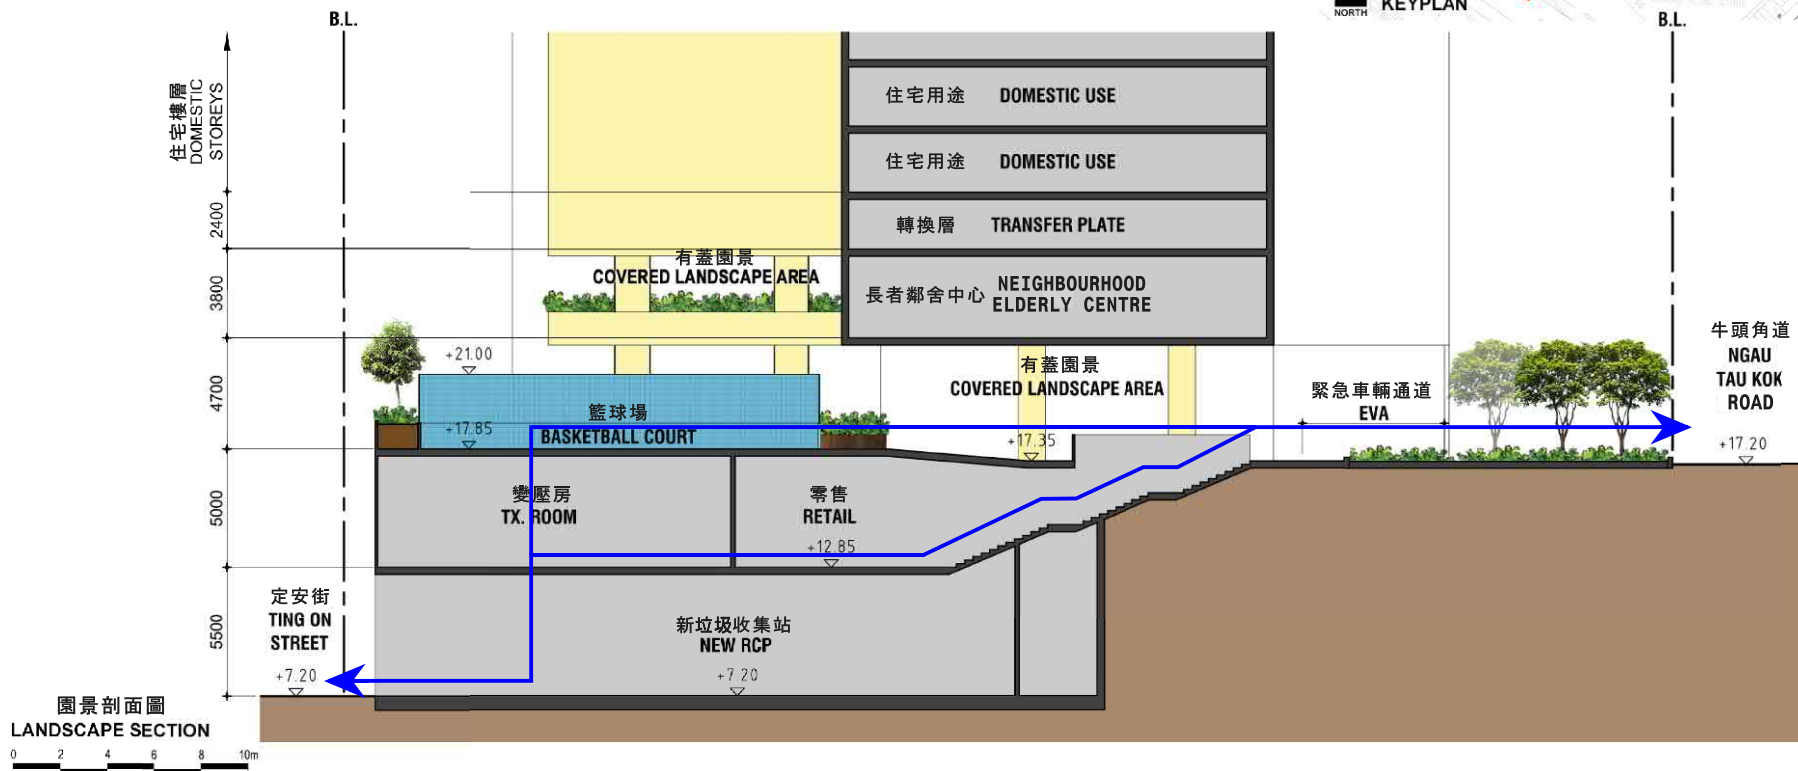 B.L.
NORTH
KEYPLAN
B.L.
住宅樓層
DOMESTIC
STOREYS
2400
3800
4700
5000
5500
住宅用途 DOMESTIC USE
住宅用途 DOMESTIC USE
轉換層 TRANSFER PLATE
長者鄰舍中心 NEIGHBOURHOOD
ELDERLY CENTRE
有蓋園景
COVERED LANDSCAPE AREA
+21.00
籃球場
BASKETBALL COURT
+17.85
有蓋園景
COVERED LANDSCAPE AREA
+17.35
緊急車輛通道
EVA
牛頭角道
NGAU
TAU KOK
ROAD
+17.20
變壓房
TX. ROOM
零售
RETAIL
+12.85
定安街
TING ON
STREET
+7.20
新垃圾收集站
NEW RCP
+7.20
園景剖面圖
LANDSCAPE SECTION
0 2 4 6 8 10m